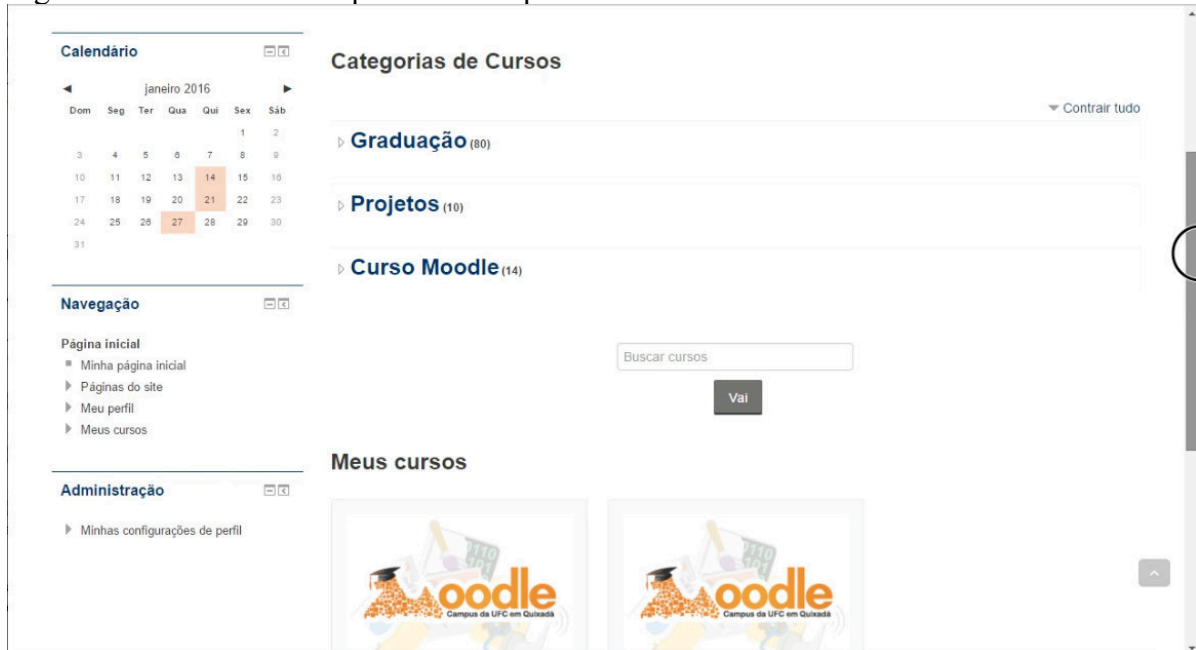 Calendário
janeiro 2016
Dom Seg Ter Qua Qui Sex Sáb
1 2
3 4 5 6 7 8 9
10 11 12 13 14 15 16
17 18 19 20 21 22 23
24 25 26 27 28 29 30
31
Navegação
Página inicial
Minha página inicial
Páginas do site
Meu perfil
Meus cursos
Administração
Minhas configurações de perfil
Categorias de Cursos
Contrair tudo
Graduação (80)
Projetos (10)
Curso Moodle (14)
Buscar cursos
Vai
Meus cursos
moodle
Campus da UFC em Quixadá
moodle
Campus da UFC em Quixadá